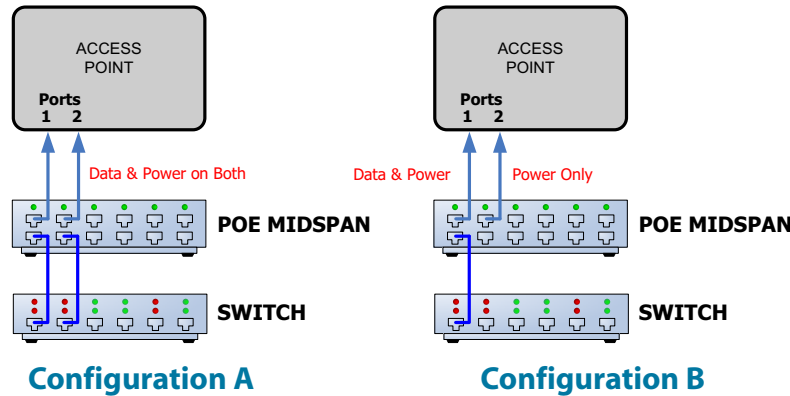 ACCESS
POINT
Ports
1 2
Data & Power on Both
POE MIDSPAN
SWITCH
Configuration A
ACCESS
POINT
Ports
1 2
Data & Power
Power Only
POE MIDSPAN
SWITCH
Configuration B